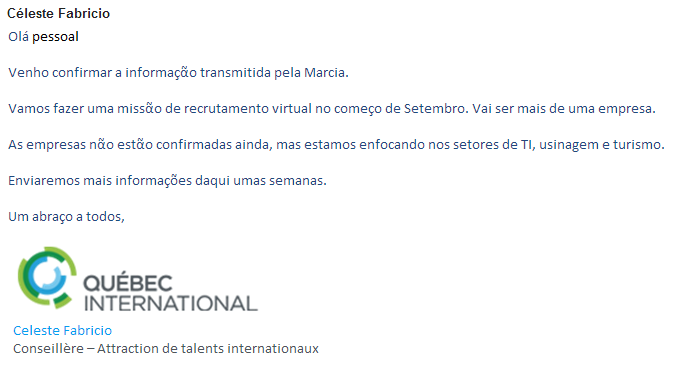 Céleste Fabricio
Olá pessoal
Venho confirmar a informação transmitida pela Marcia.
Vamos fazer uma missão de recrutamento virtual no começo de Setembro. Vai ser mais de uma empresa.
As empresas não estão confirmadas ainda, mas estamos enfocando nos setores de TI, usinagem e turismo.
Enviaremos mais informações daqui umas semanas.
Um abraço a todos,
QUÉBEC
INTERNATIONAL
Celeste Fabricio
Conseillère – Attraction de talents internationaux